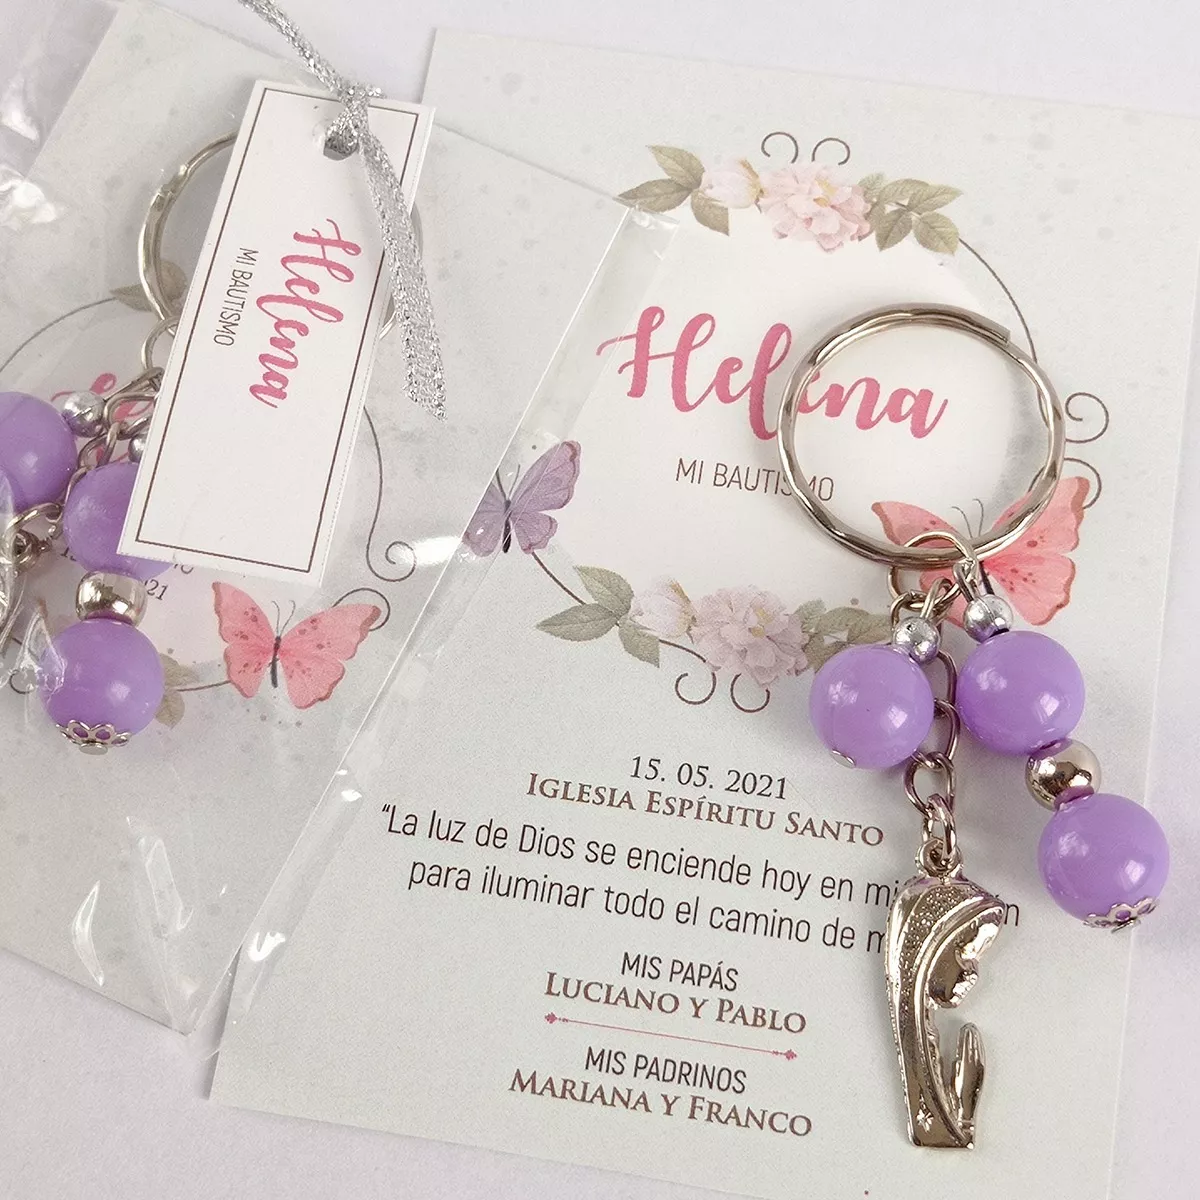 Helena
MI BAUTISMO
Helena
MI BAUTISMO
15. 05. 2021
IGLESIA ESPÍRITU SANTO
“La luz de Dios se enciende hoy en mi
para iluminar todo el camino de
MIS PAPÁS
LUCIANO Y PABLO
MIS PADRINOS
MARIANA Y FRANCO